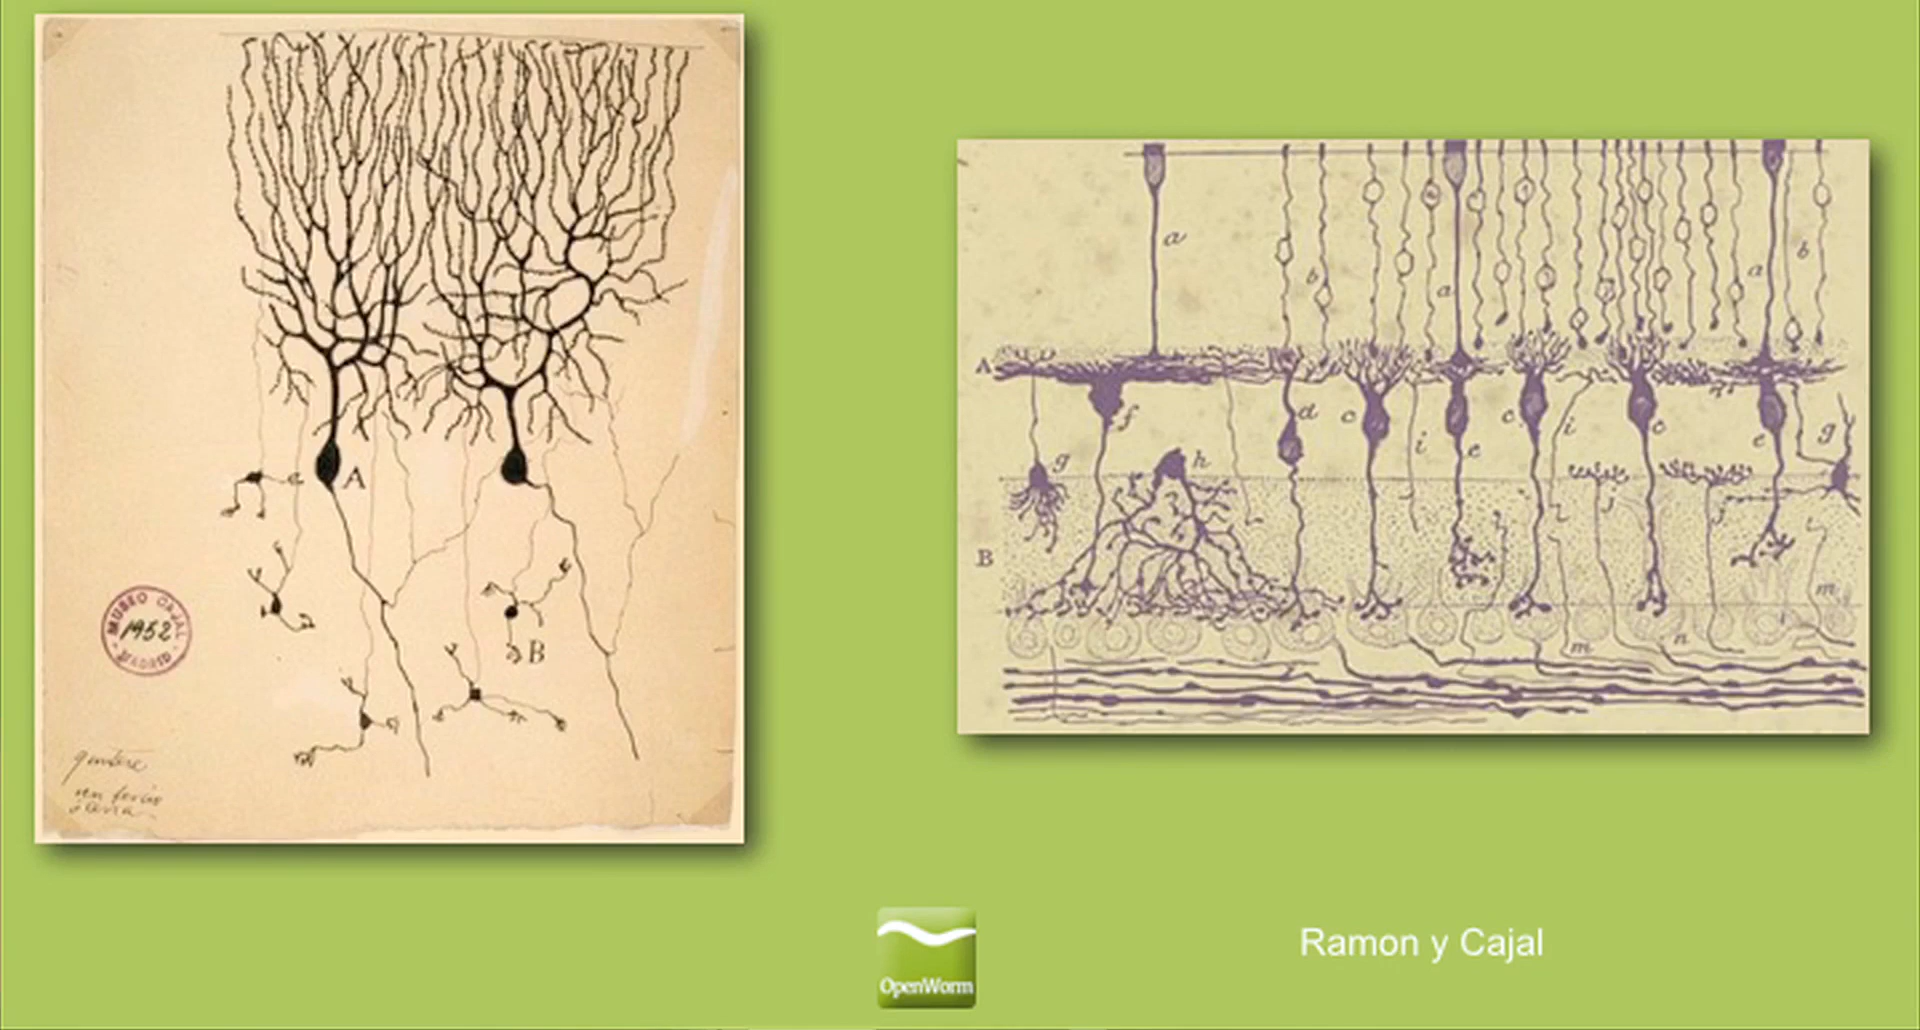 A
B
MUSEO CAJAL
1952
MADRID
a
b
a
a
b
A
f
d
c
i
c
i
e
c
e
g
g
h
j
j
B
m
m
n
OpenWorm
Ramon y Cajal